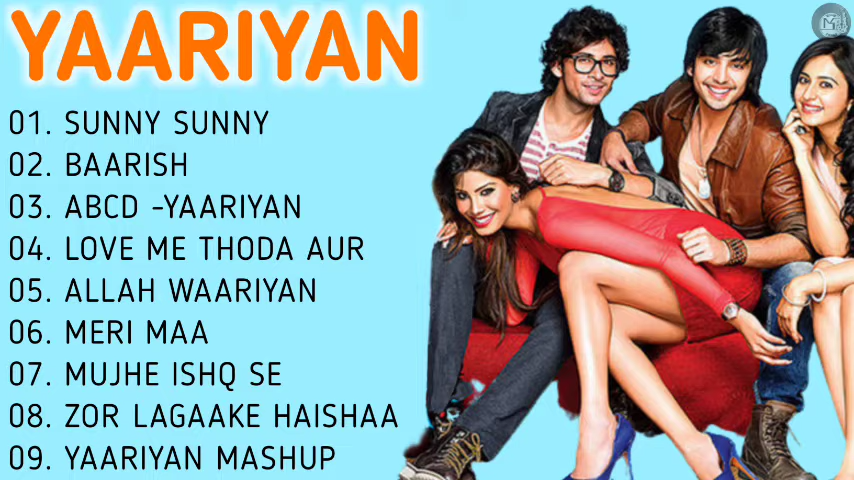 YAARIYAN
01. SUNNY SUNNY
02. BAARISH
03. ABCD -YAARIYAN
04. LOVE ME THODA AUR
05. ALLAH WAARIYAN
06. MERI MAA
07. MUJHE ISHQ SE
08. ZOR LAGAAKE HAISHAA
09. YAARIYAN MASHUP